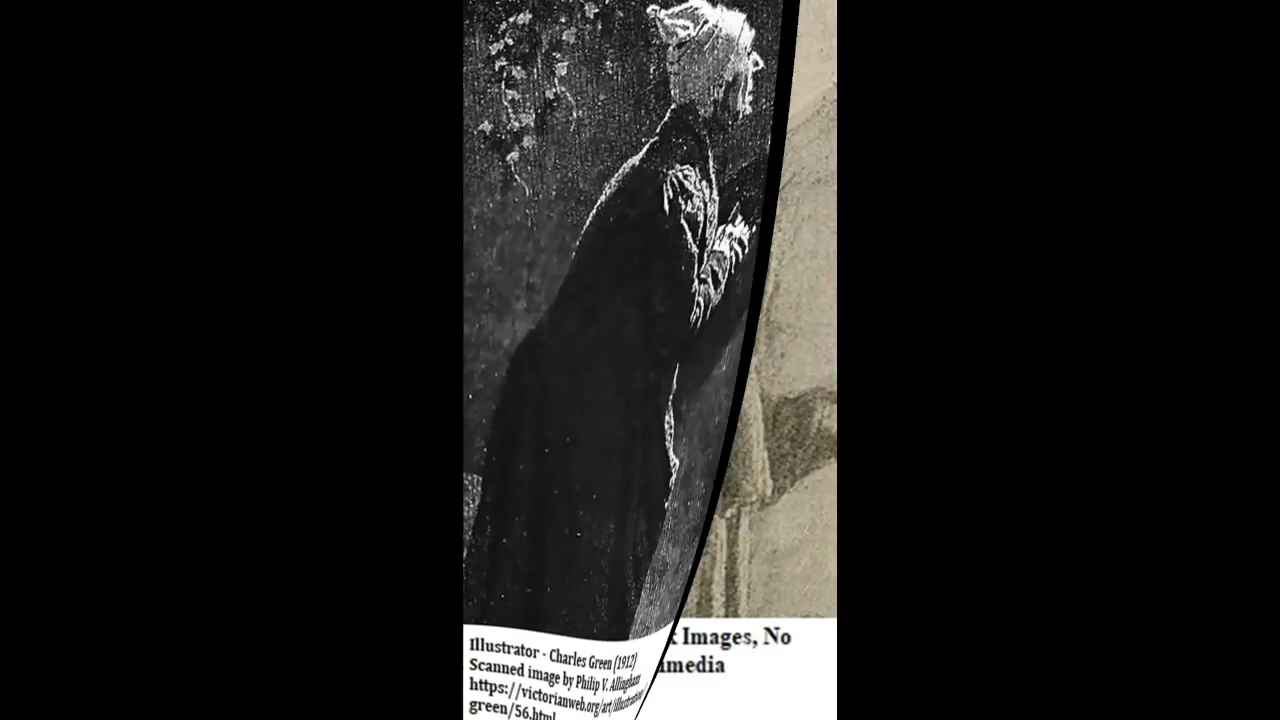 Illustrator - Charles Green (1912)
Scanned image by Philip V. Allingham
https://victorianweb.org/art/illustration/
green/56.html
Images, No